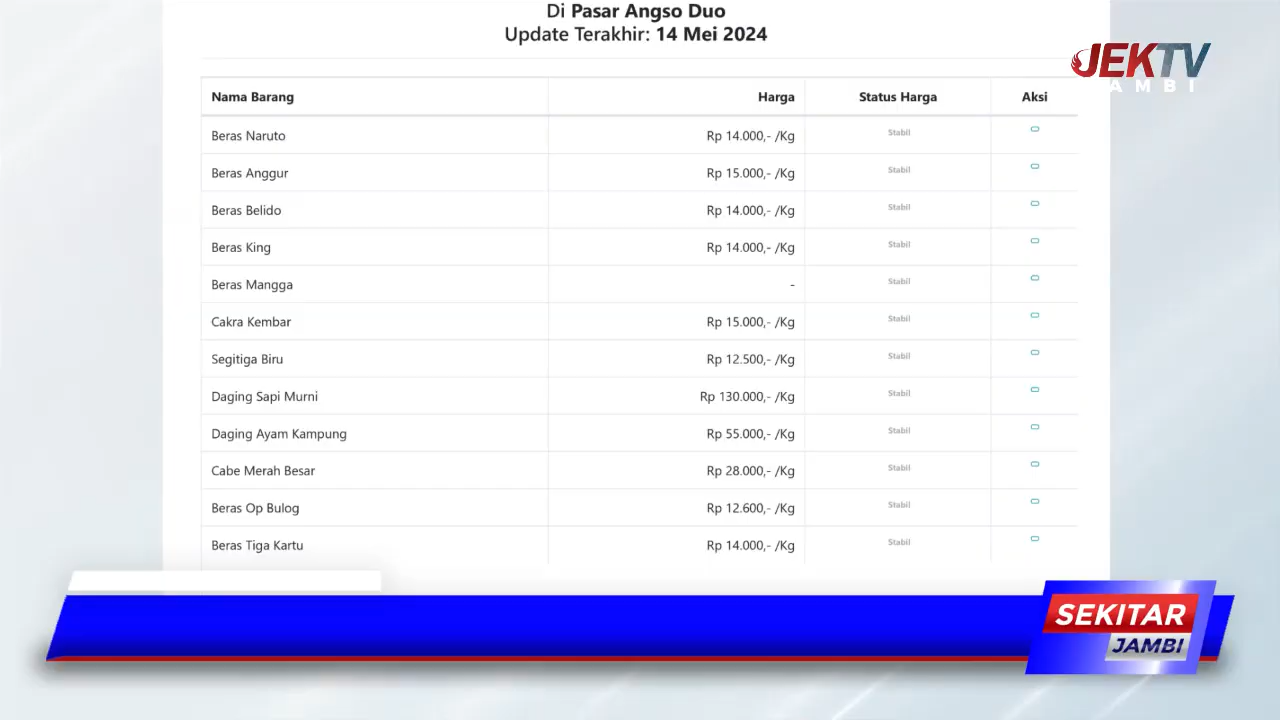 Di Pasar Angso Duo
Update Terakhir: 14 Mei 2024
JEKTV
JAMBI
Nama Barang Harga Status Harga Aksi
Beras Naruto Rp 14.000,- /Kg Stabil
Beras Anggur Rp 15.000,- /Kg Stabil
Beras Belido Rp 14.000,- /Kg Stabil
Beras King Rp 14.000,- /Kg Stabil
Beras Mangga - Stabil
Cakra Kembar Rp 15.000,- /Kg Stabil
Segitiga Biru Rp 12.500,- /Kg Stabil
Daging Sapi Murni Rp 130.000,- /Kg Stabil
Daging Ayam Kampung Rp 55.000,- /Kg Stabil
Cabe Merah Besar Rp 28.000,- /Kg Stabil
Beras Op Bulog Rp 12.600,- /Kg Stabil
Beras Tiga Kartu Rp 14.000,- /Kg Stabil
SEKITAR
JAMBI